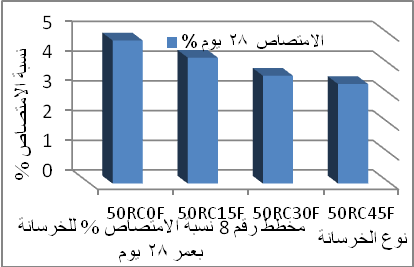 الامتصاص ٢٨ يوم %
نسبة الامتصاص %
5
4
3
2
1
0
50RC0F 50RC15F 50RC30F 50RC45F
نوع الخرسانة
مخطط رقم 8 نسبة الامتصاص % للخرسانة
بعمر ٢٨ يوم